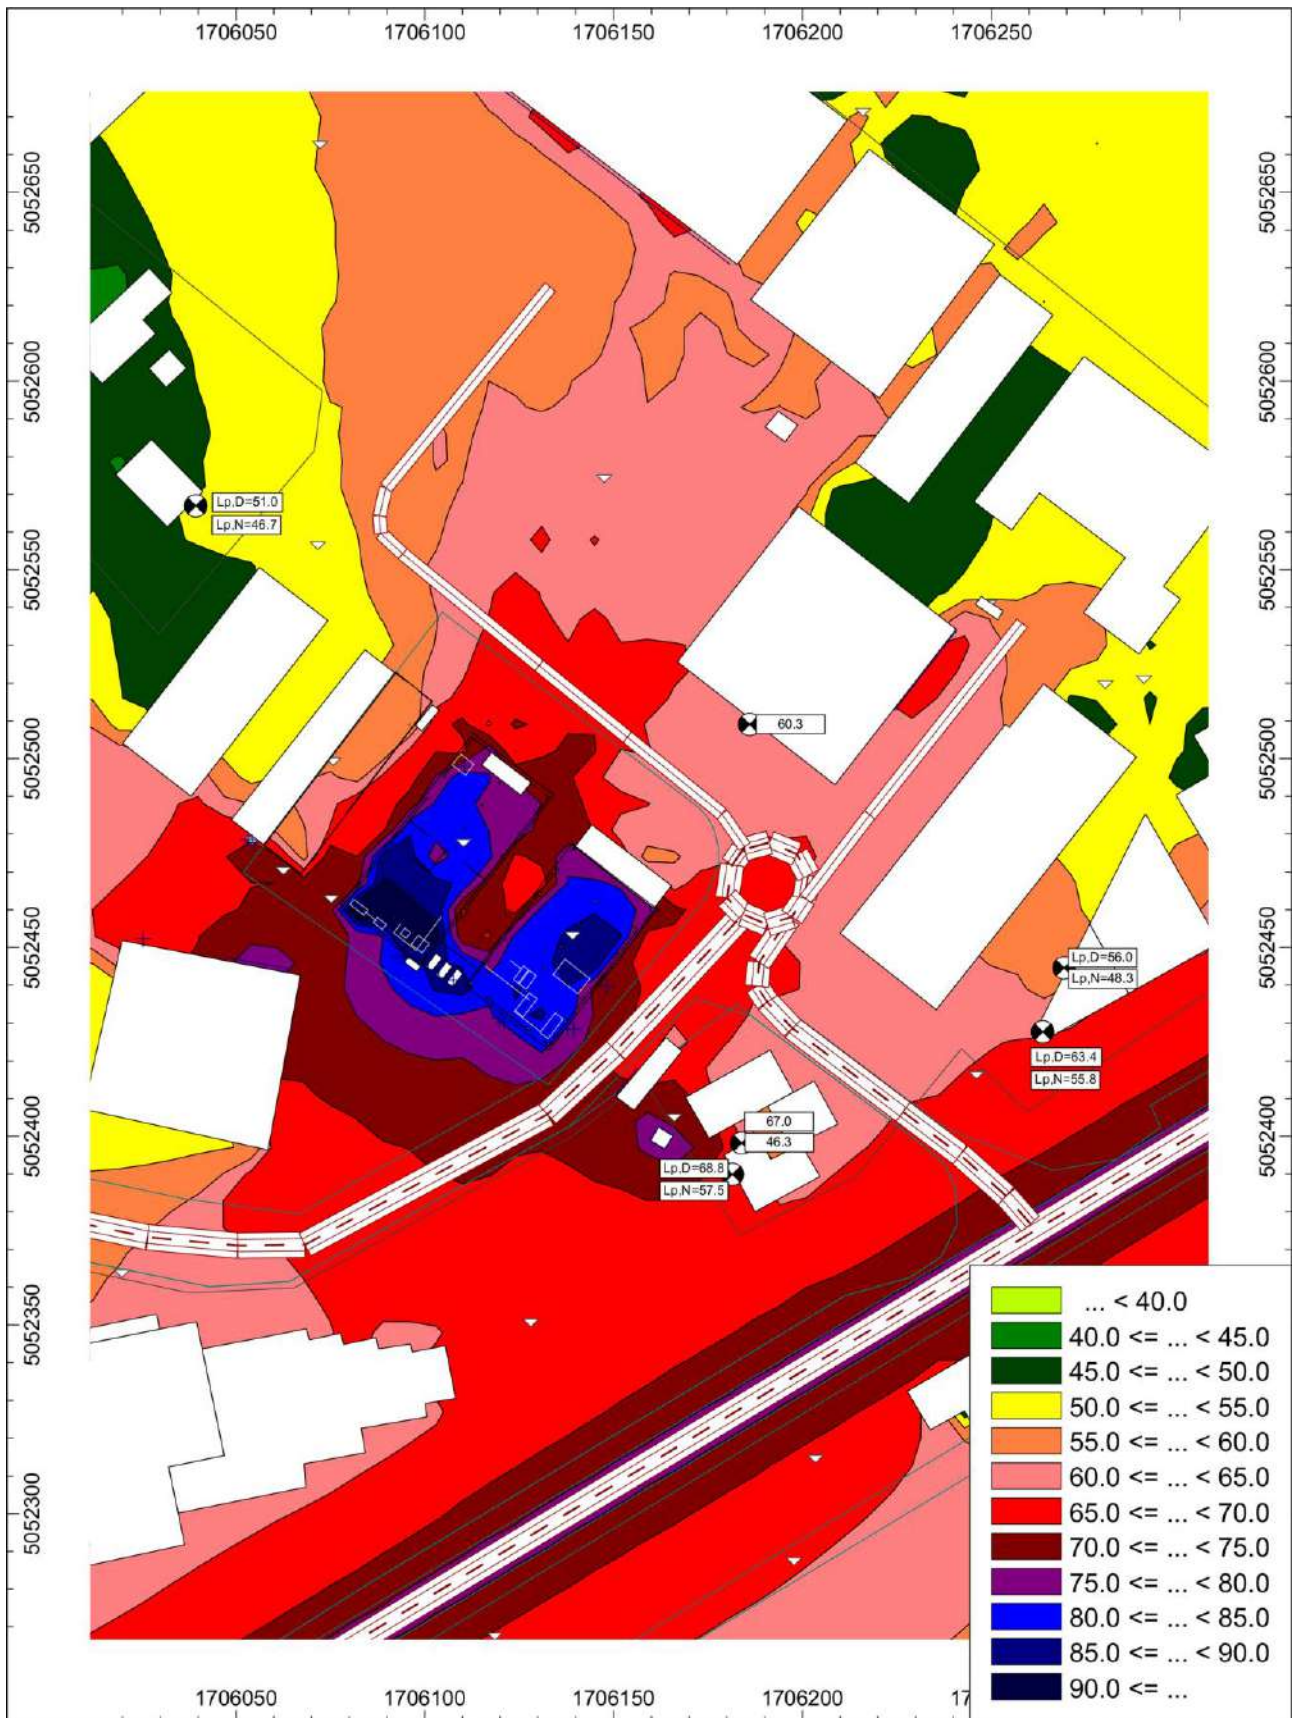 1706050 1706100 1706150 1706200 1706250
5052650 5052650
5052600 5052600
Lp,D=51.0
Lp,N=46.7
5052550 5052550
60.3
5052500 5052500
5052450 5052450
Lp,D=56.0
Lp,N=48.3
Lp,D=63.4
Lp,N=55.8
5052400 5052400
67.0
46.3
Lp,D=68.8
Lp,N=57.5
5052350
5052300
... < 40.0
40.0 <= ... < 45.0
45.0 <= ... < 50.0
50.0 <= ... < 55.0
55.0 <= ... < 60.0
60.0 <= ... < 65.0
65.0 <= ... < 70.0
70.0 <= ... < 75.0
75.0 <= ... < 80.0
80.0 <= ... < 85.0
85.0 <= ... < 90.0
90.0 <= ...
1706050 1706100 1706150 1706200 17